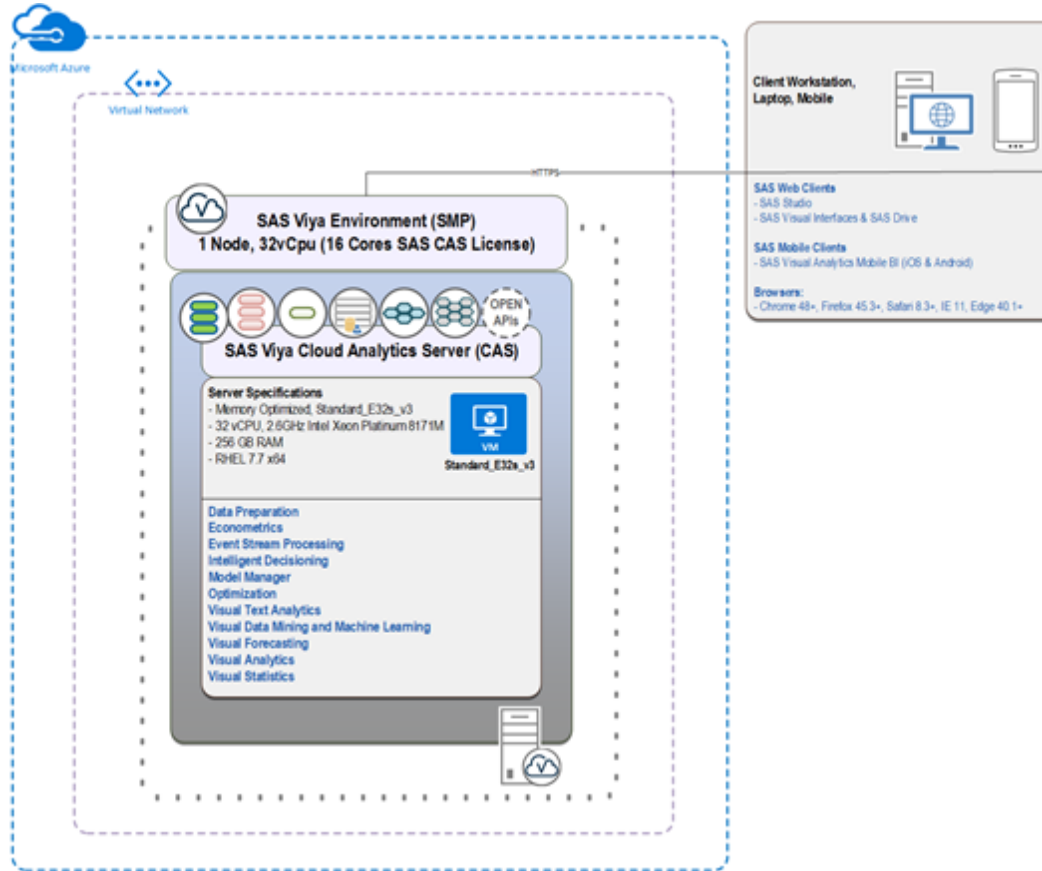 Microsoft Azure
Virtual Network
HTTPS
SAS Viya Environment (SMP)
1 Node, 32vCpu (16 Cores SAS CAS License)
OPEN
APIs
SAS Viya Cloud Analytics Server (CAS)
Server Specifications
- Memory Optimized, Standard_E32s_v3
- 32 vCPU, 2.6GHz Intel Xeon Platinum 8171M
- 256 GB RAM
- RHEL 7.7 x64
VM
Standard_E32s_v3
Data Preparation
Econometrics
Event Stream Processing
Intelligent Decisioning
Model Manager
Optimization
Visual Text Analytics
Visual Data Mining and Machine Learning
Visual Forecasting
Visual Analytics
Visual Statistics
Client Workstation,
Laptop, Mobile
SAS Web Clients
- SAS Studio
- SAS Visual Interfaces & SAS Drive
SAS Mobile Clients
- SAS Visual Analytics Mobile BI (iOS & Android)
Browsers:
- Chrome 48+, Firefox 45.3+, Safari 8.3+, IE 11, Edge 40.1+